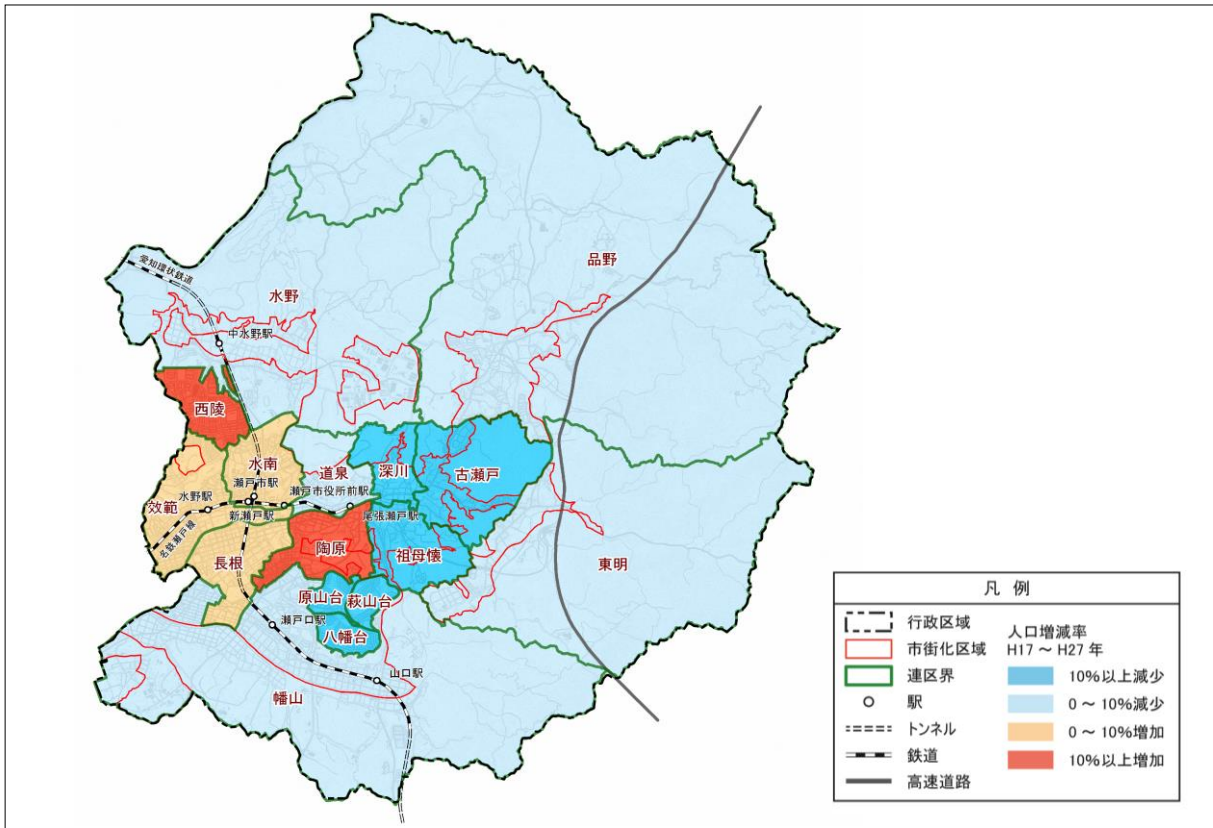 品野
愛知環状鉄道
水野
中水野駅
西陵
水南
道泉
深川
古瀬戸
瀬戸市駅
瀬戸市役所前駅
水野駅
効範
新瀬戸駅
尾張瀬戸駅
名鉄瀬戸線
陶原
祖母懐
長根
東明
原山台
萩山台
瀬戸口駅
八幡台
山口駅
幡山
凡 例
行政区域
市街化区域
連区界
駅
トンネル
鉄道
高速道路
人口増減率
H17 ～ H27 年
10%以上減少
0 ～ 10%減少
0 ～ 10%増加
10%以上増加